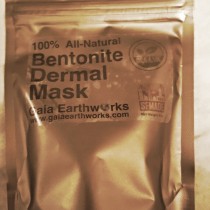 100% All-Natural
Bentonite
Dermal
Mask
Gaia Earthworks
www.gaiaearthworks.com